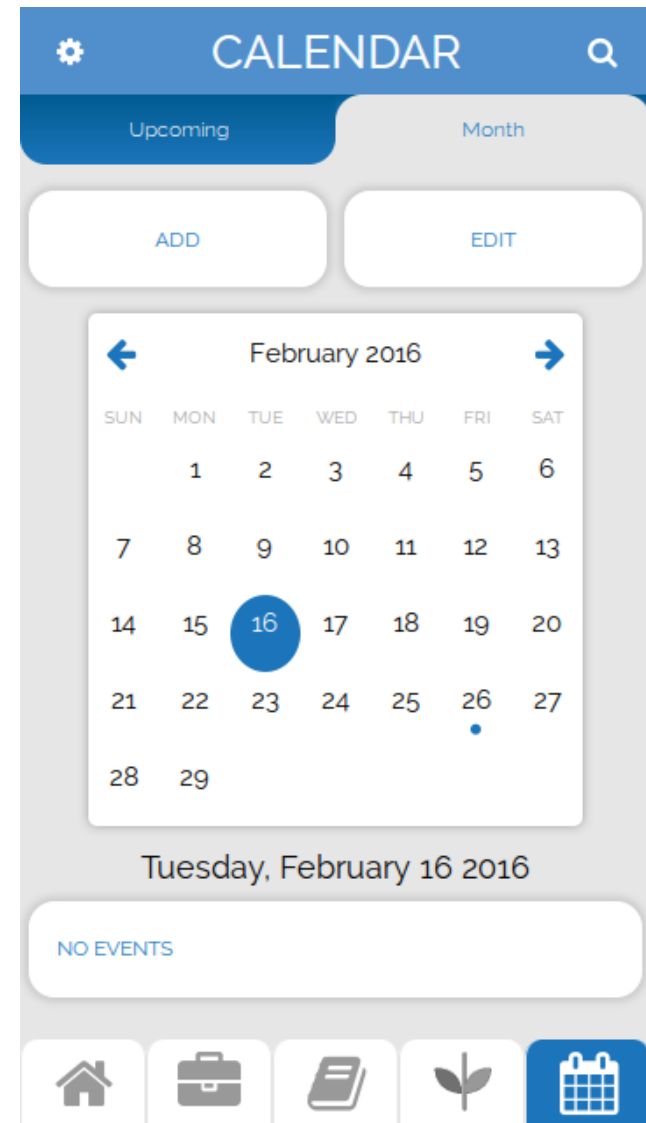 CALENDAR
Upcoming Month
ADD EDIT
February 2016
SUN MON TUE WED THU FRI SAT
1 2 3 4 5 6
7 8 9 10 11 12 13
14 15 16 17 18 19 20
21 22 23 24 25 26 27
28 29
Tuesday, February 16 2016
NO EVENTS